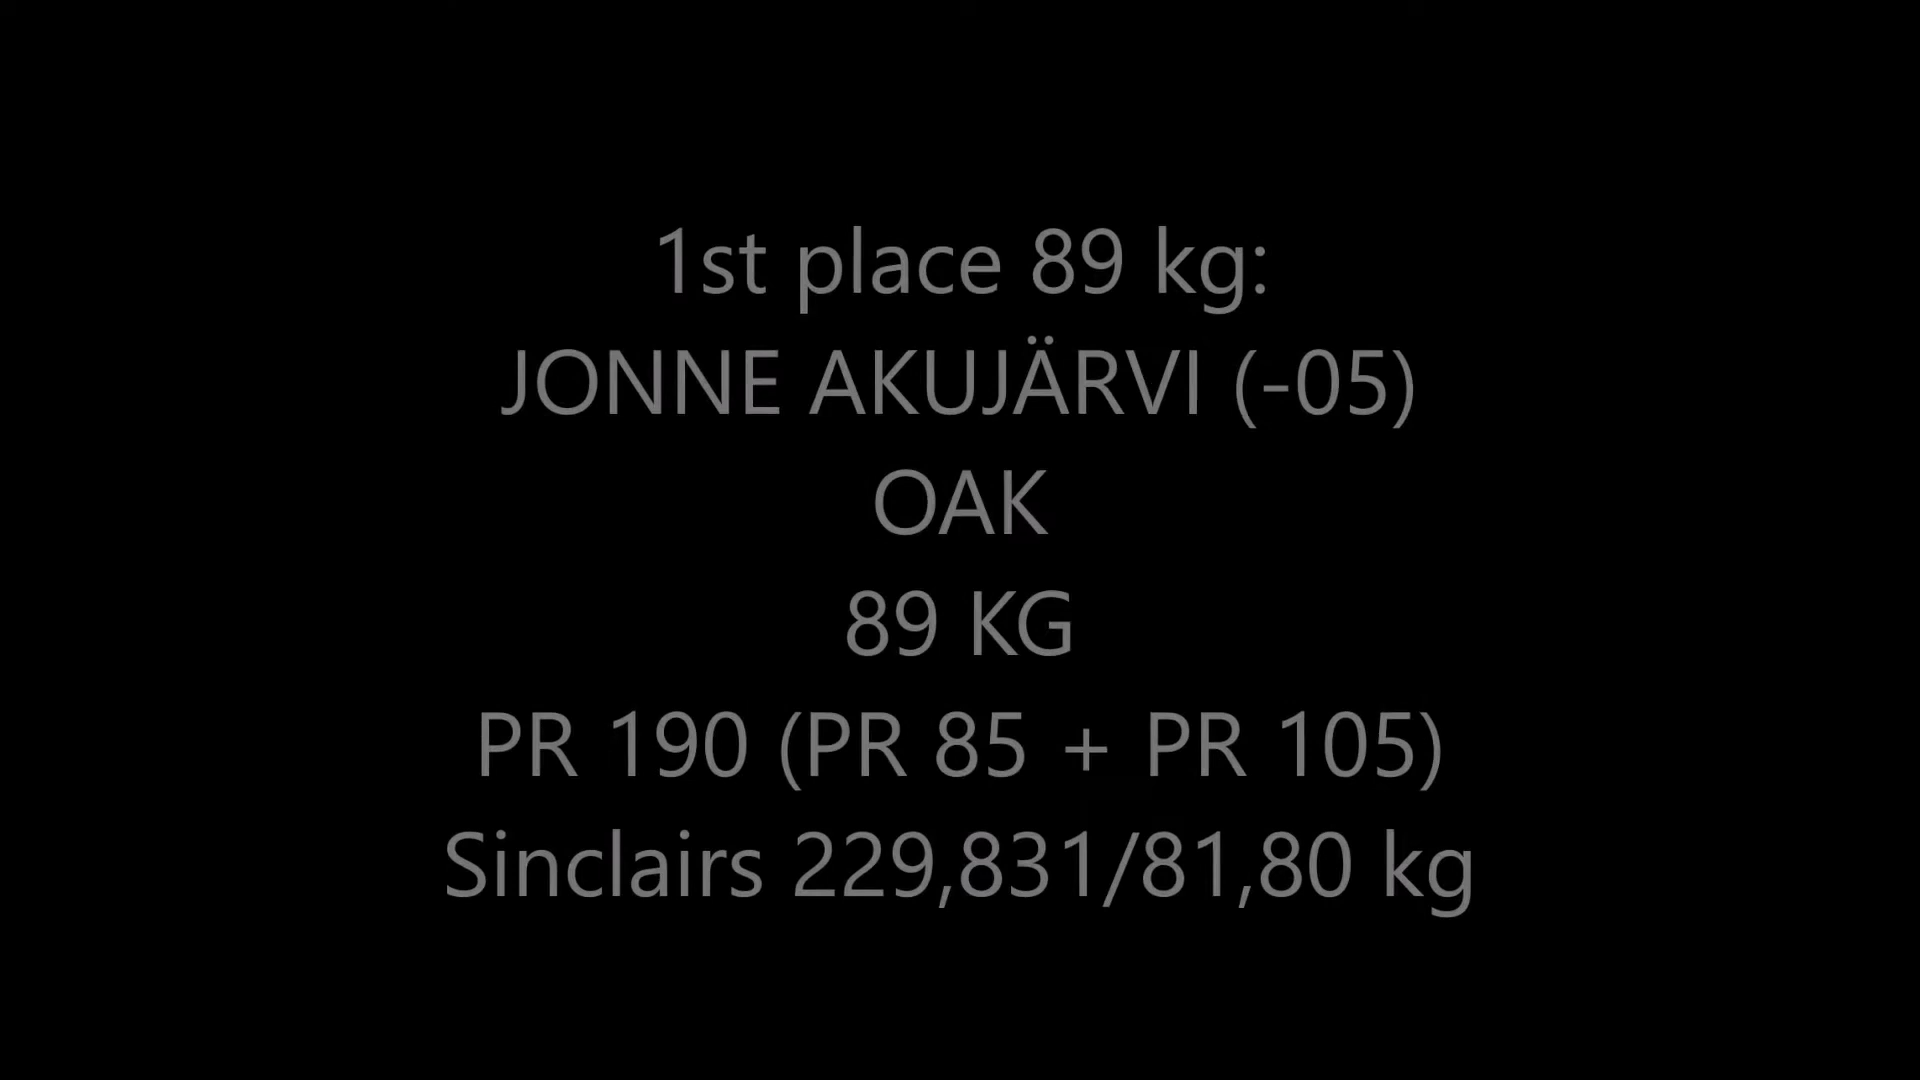 1st place 89 kg:
JONNE AKUJÄRVI (-05)
OAK
89 KG
PR 190 (PR 85 + PR 105)
Sinclairs 229,831/81,80 kg